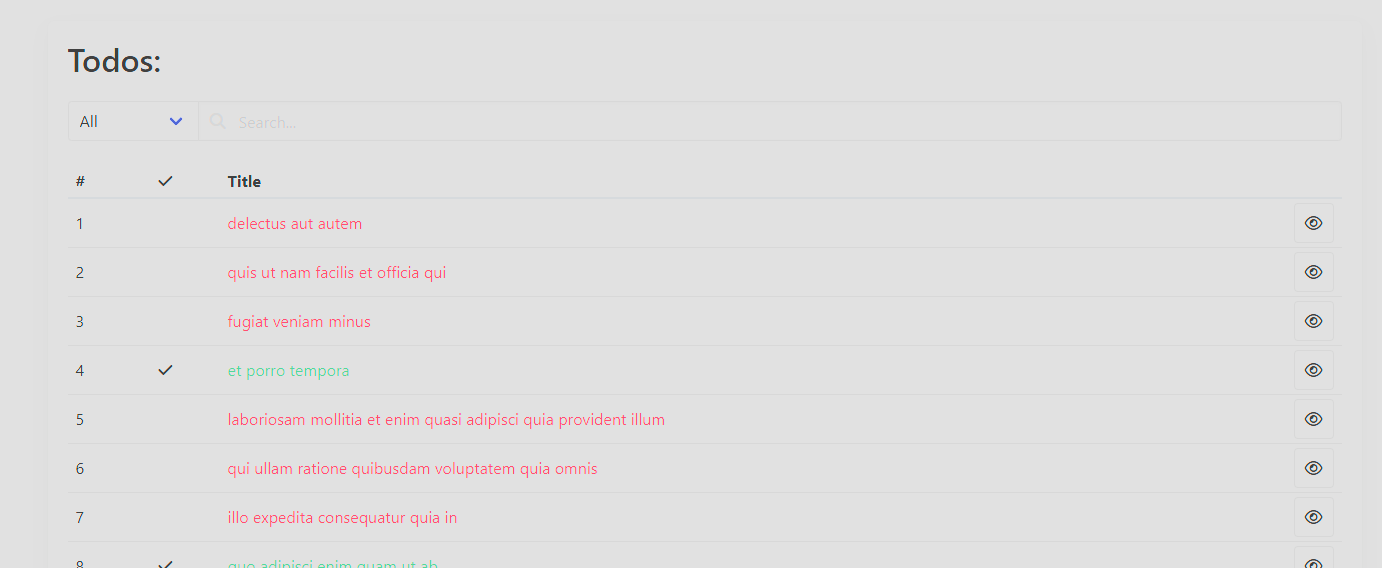 Todos:
All Search...
# Title
1 delectus aut autem
2 quis ut nam facilis et officia qui
3 fugiat veniam minus
4 et porro tempora
5 laboriosam mollitia et enim quasi adipisci quia provident illum
6 qui ullam ratione quibusdam voluptatem quia omnis
7 illo expedita consequatur quia in
8 quo adipisci enim quam ut ab